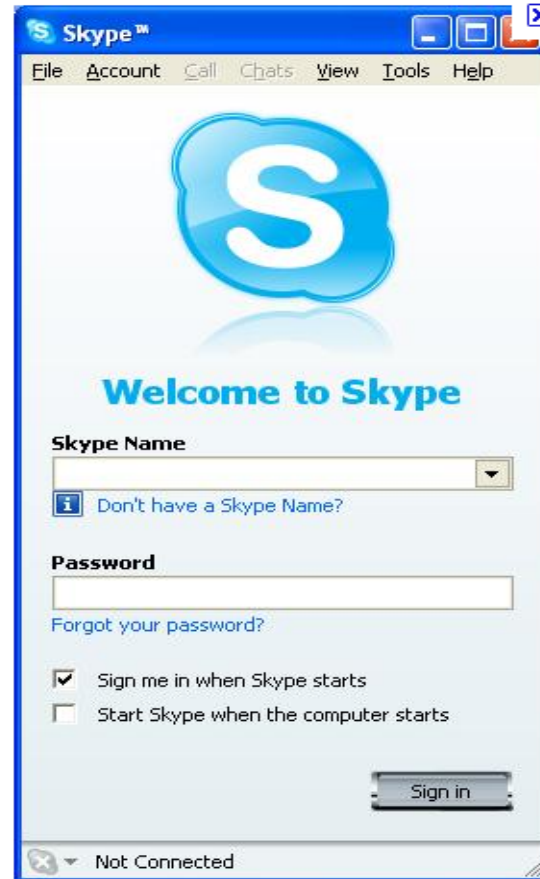 Skype™
File Account Call Chats View Tools Help
S
Welcome to Skype
Skype Name
Don't have a Skype Name?
Password
Forgot your password?
Sign me in when Skype starts
Start Skype when the computer starts
Sign in
Not Connected